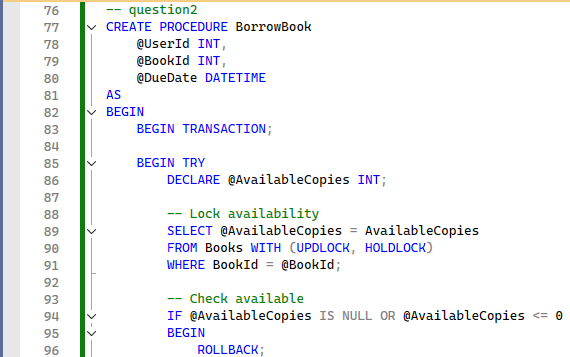 76 -- question2
77 CREATE PROCEDURE BorrowBook
78     @UserId INT,
79     @BookId INT,
80     @DueDate DATETIME
81 AS
82 BEGIN
83     BEGIN TRANSACTION;
84
85     BEGIN TRY
86         DECLARE @AvailableCopies INT;
87
88         -- Lock availability
89         SELECT @AvailableCopies = AvailableCopies
90         FROM Books WITH (UPDLOCK, HOLDLOCK)
91         WHERE BookId = @BookId;
92
93         -- Check available
94         IF @AvailableCopies IS NULL OR @AvailableCopies <= 0
95         BEGIN
96             ROLLBACK;